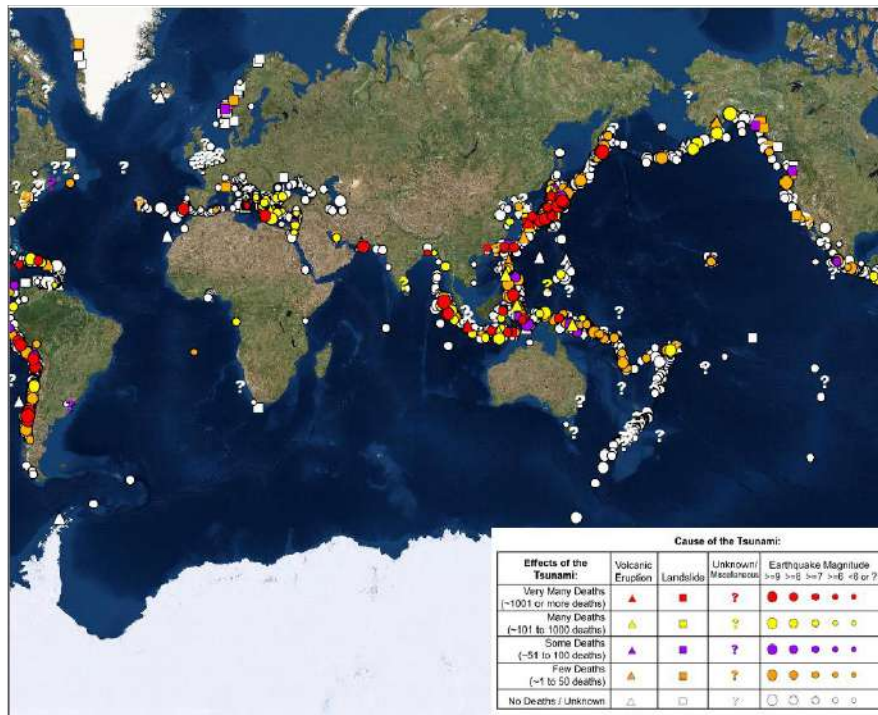 Cause of the Tsunami:
Effects of the Tsunami:
Volcanic Eruption
Landslide
Unknown/ Miscellaneous
Earthquake Magnitude
>=9 >=8 >=7 >=6 <6 or ?
Very Many Deaths
(~1001 or more deaths)
?
Many Deaths
(~101 to 1000 deaths)
?
Some Deaths
(~51 to 100 deaths)
?
Few Deaths
(~1 to 50 deaths)
?
No Deaths / Unknown
?